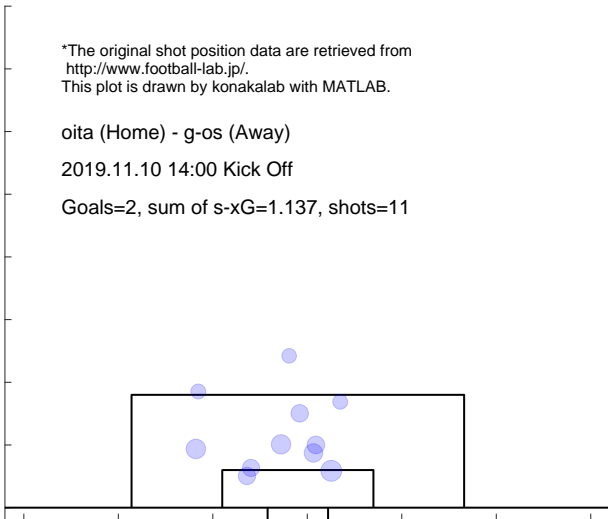 *The original shot position data are retrieved from
http://www.football-lab.jp/.
This plot is drawn by konakalab with MATLAB.
oita (Home) - g-os (Away)
2019.11.10 14:00 Kick Off
Goals=2, sum of s-xG=1.137, shots=11